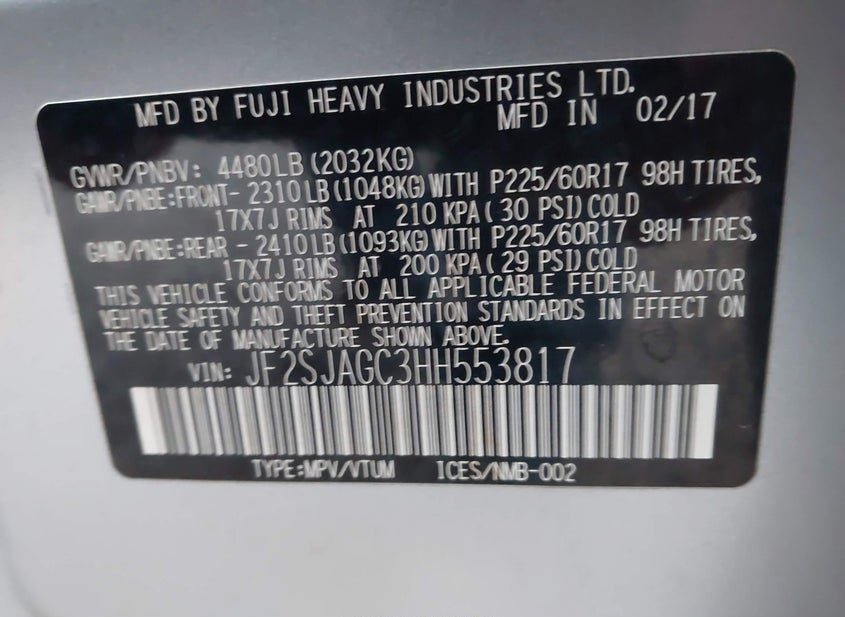 MFD BY FUJI HEAVY INDUSTRIES LTD.
MFD IN 02/17
GVWR/PNBV: 4480LB(2032KG)
GAWR/PNBE:FRONT- 2310LB(1048KG)WITH P225/60R17 98H TIRES,
17X7J RIMS AT 210 KPA( 30 PSI)COLD
GAWR/PNBE:REAR - 2410LB(1093KG)WITH P225/60R17 98H TIRES,
17X7J RIMS AT 200 KPA( 29 PSI)COLD
THIS VEHICLE CONFORMS TO ALL APPLICABLE FEDERAL MOTOR
VEHICLE SAFETY AND THEFT PREVENTION STANDARDS IN EFFECT ON
THE DATE OF MANUFACTURE SHOWN ABOVE.
VIN: JF2SJAGC3HH553817
TYPE:MPV/VTUM ICES/NMB-002